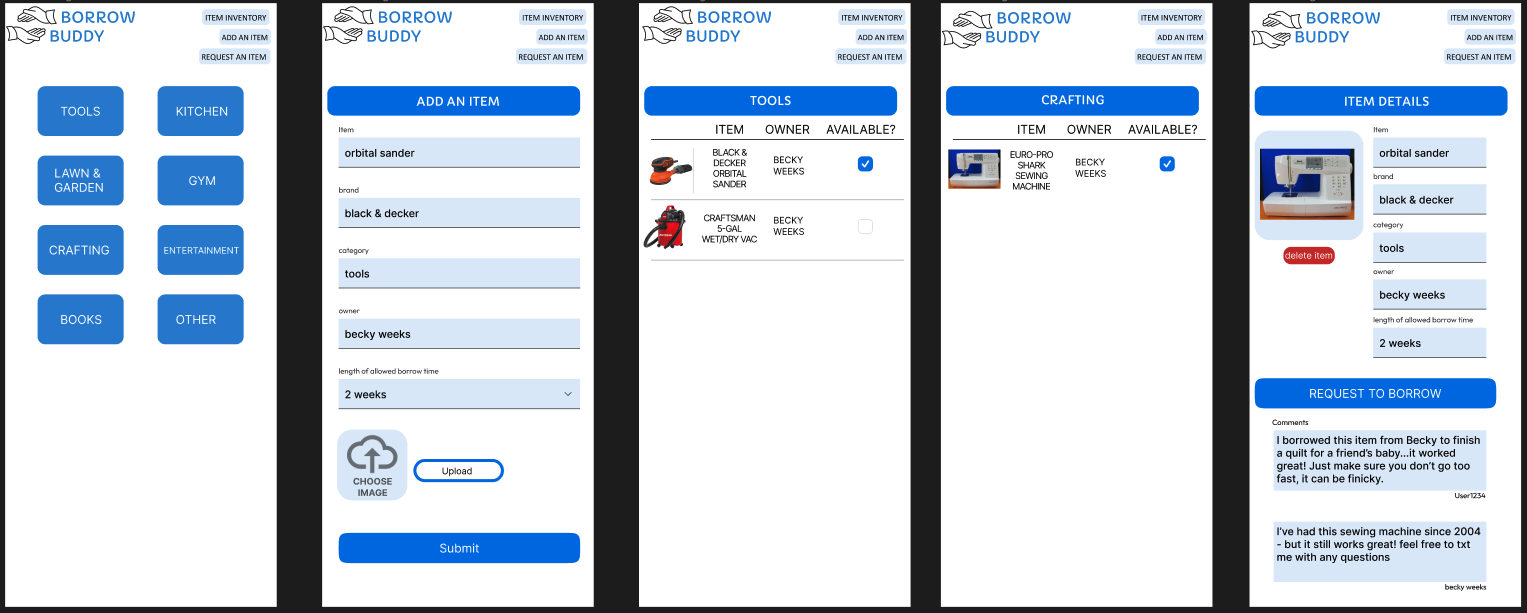 BORROW
BUDDY
ITEM INVENTORY
ADD AN ITEM
REQUEST AN ITEM
TOOLS
KITCHEN
LAWN &
GARDEN
GYM
CRAFTING
ENTERTAINMENT
BOOKS
OTHER
BORROW
BUDDY
ITEM INVENTORY
ADD AN ITEM
REQUEST AN ITEM
ADD AN ITEM
Item
orbital sander
brand
black & decker
category
tools
owner
becky weeks
length of allowed borrow time
2 weeks
CHOOSE
IMAGE
Upload
Submit
BORROW
BUDDY
ITEM INVENTORY
ADD AN ITEM
REQUEST AN ITEM
TOOLS
ITEM OWNER AVAILABLE?
BLACK &
DECKER
ORBITAL
SANDER
BECKY
WEEKS
CRAFTSMAN
5-GAL
WET/DRY VAC
BECKY
WEEKS
BORROW
BUDDY
ITEM INVENTORY
ADD AN ITEM
REQUEST AN ITEM
CRAFTING
ITEM OWNER AVAILABLE?
EURO-PRO
SHARK
SEWING
MACHINE
BECKY
WEEKS
BORROW
BUDDY
ITEM INVENTORY
ADD AN ITEM
REQUEST AN ITEM
ITEM DETAILS
delete item
Item
orbital sander
brand
black & decker
category
tools
owner
becky weeks
length of allowed borrow time
2 weeks
REQUEST TO BORROW
Comments
I borrowed this item from Becky to finish
a quilt for a friend's baby...it worked
great! Just make sure you don't go too
fast, it can be finicky.
User1234
I've had this sewing machine since 2004
- but it still works great! feel free to txt
me with any questions
becky weeks